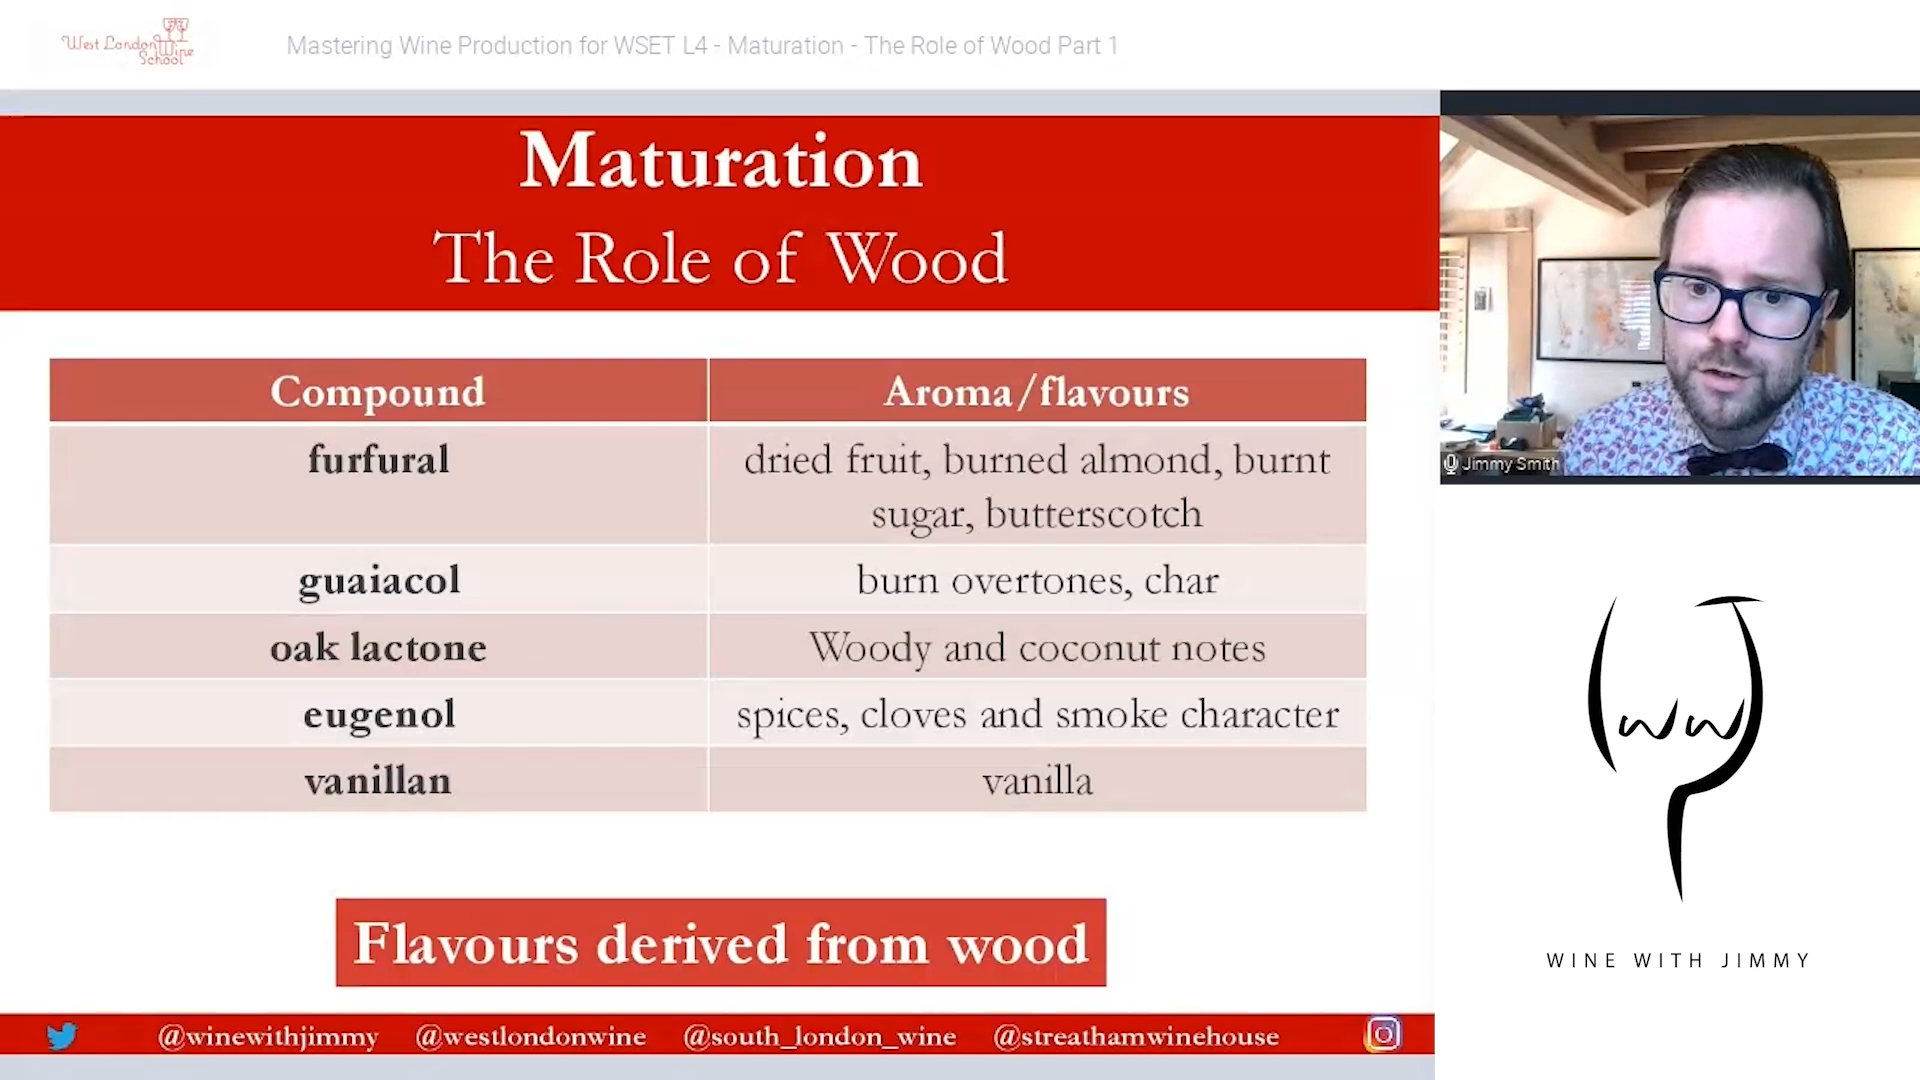 West London Wine School
Mastering Wine Production for WSET L4 - Maturation - The Role of Wood Part 1
Maturation
The Role of Wood
Compound
Aroma/flavours
furfural
dried fruit, burned almond, burnt
sugar, butterscotch
guaiacol
burn overtones, char
oak lactone
Woody and coconut notes
eugenol
spices, cloves and smoke character
vanillan
vanilla
Flavours derived from wood
@winewithjimmy @westlondonwine @south_london_wine @streathamwinehouse
Jimmy Smith
WINE WITH JIMMY